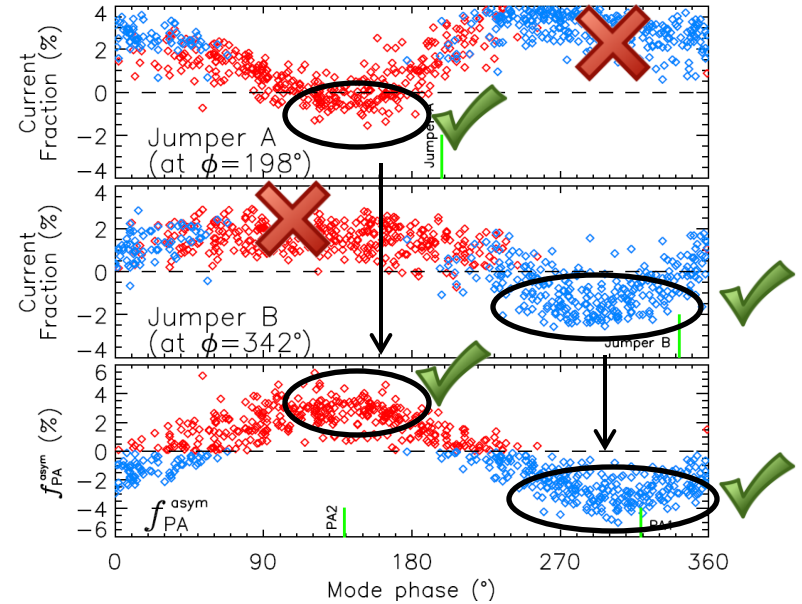 Current
Fraction (%)
4
2
0
−2
−4
Jumper A
(at ϕ=198°)
Jumper A
Current
Fraction (%)
4
2
0
−2
−4
Jumper B
(at ϕ=342°)
Jumper B
f_PA^asym (%)
6
4
2
0
−2
−4
−6
f_PA^asym
PA2
PA1
0
90
180
270
360
Mode phase (°)